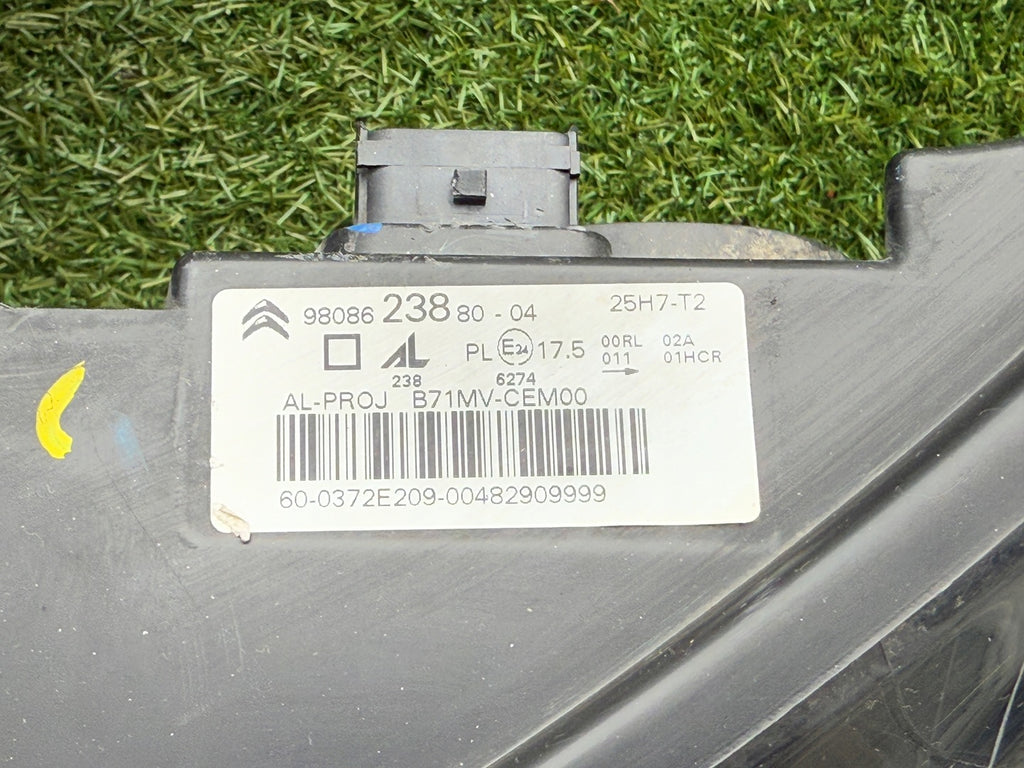 98086 238 80 - 04 25H7-T2
AL PL E24 17.5 00RL 02A
011 01HCR
238 6274
AL-PROJ B71MV-CEM00
60-0372E209-00482909999